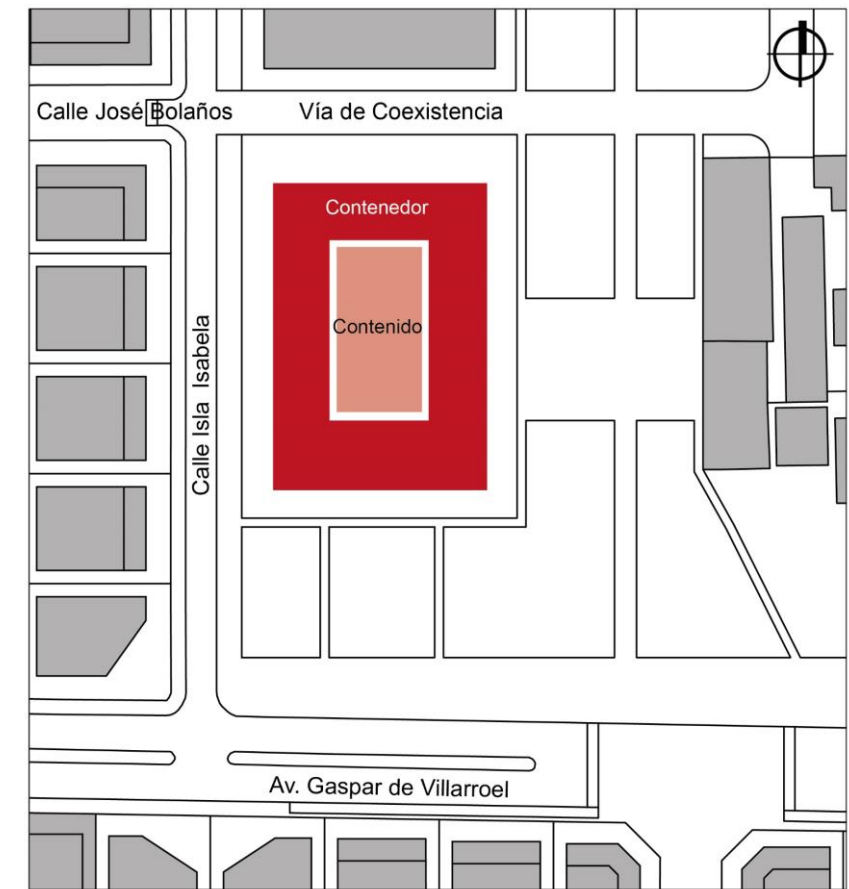 Calle José Bolaños
Vía de Coexistencia
Contenedor
Contenido
Calle Isla Isabela
Av. Gaspar de Villarroel